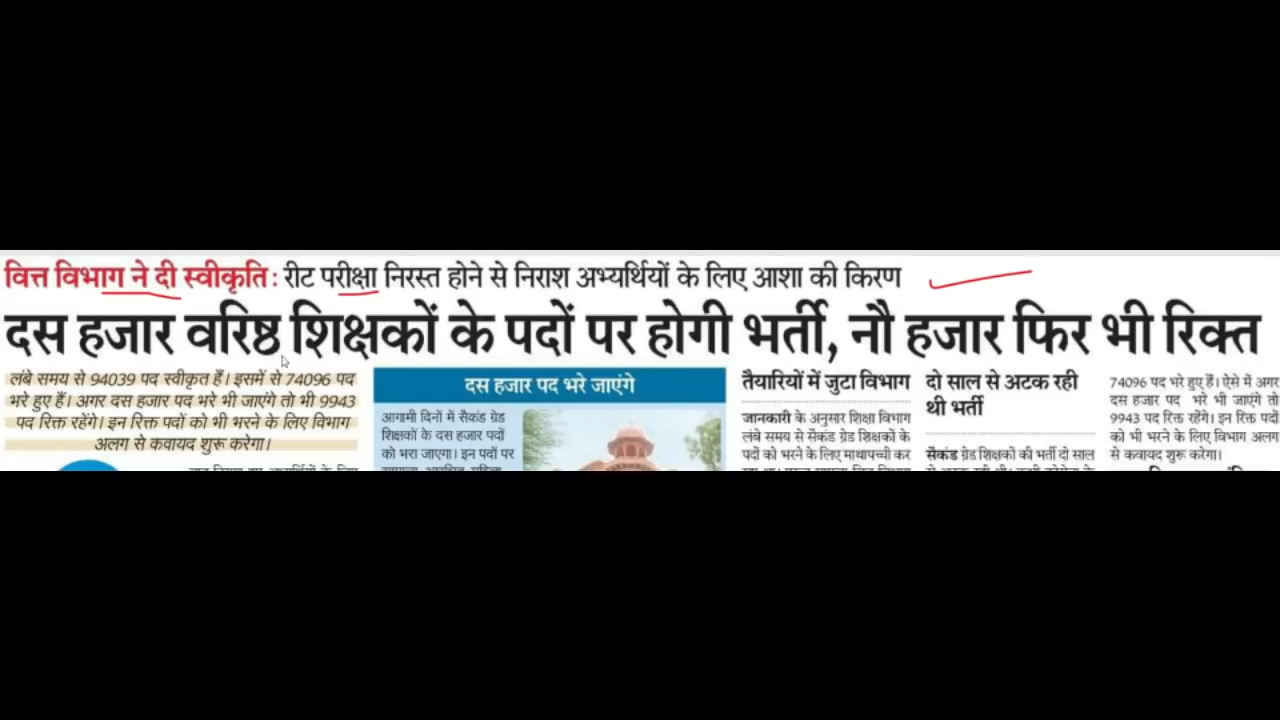 वित्त विभाग ने दी स्वीकृति: रीट परीक्षा निरस्त होने से निराश अभ्यर्थियों के लिए आशा की किरण
दस हजार वरिष्ठ शिक्षकों के पदों पर होगी भर्ती, नौ हजार फिर भी रिक्त
लंबे समय से 94039 पद स्वीकृत हैं। इसमें से 74096 पद
भरे हुए हैं। अगर दस हजार पद भरे भी जाएंगे तो भी 9943
पद रिक्त रहेंगे। इन रिक्त पदों को भी भरने के लिए विभाग
अलग से कवायद शुरू करेगा।
दस हजार पद भरे जाएंगे
आगामी दिनों में सैकंड ग्रेड
शिक्षकों के दस हजार पदों
को भरा जाएगा। इन पदों पर
तैयारियों में जुटा विभाग
जानकारी के अनुसार शिक्षा विभाग
लंबे समय से सेंकड ग्रेड शिक्षकों के
पदों को भरने के लिए माथापच्ची कर
दो साल से अटक रही
थी भर्ती
सेंकड ग्रेड शिक्षकों की भर्ती दो साल
74096 पद भरे हुए हैं। ऐसे में अगर
दस हजार पद भरे भी जाएंगे तो
9943 पद रिक्त रहेंगे। इन रिक्त पदों
को भी भरने के लिए विभाग अलग
से कवायद शुरू करेगा।